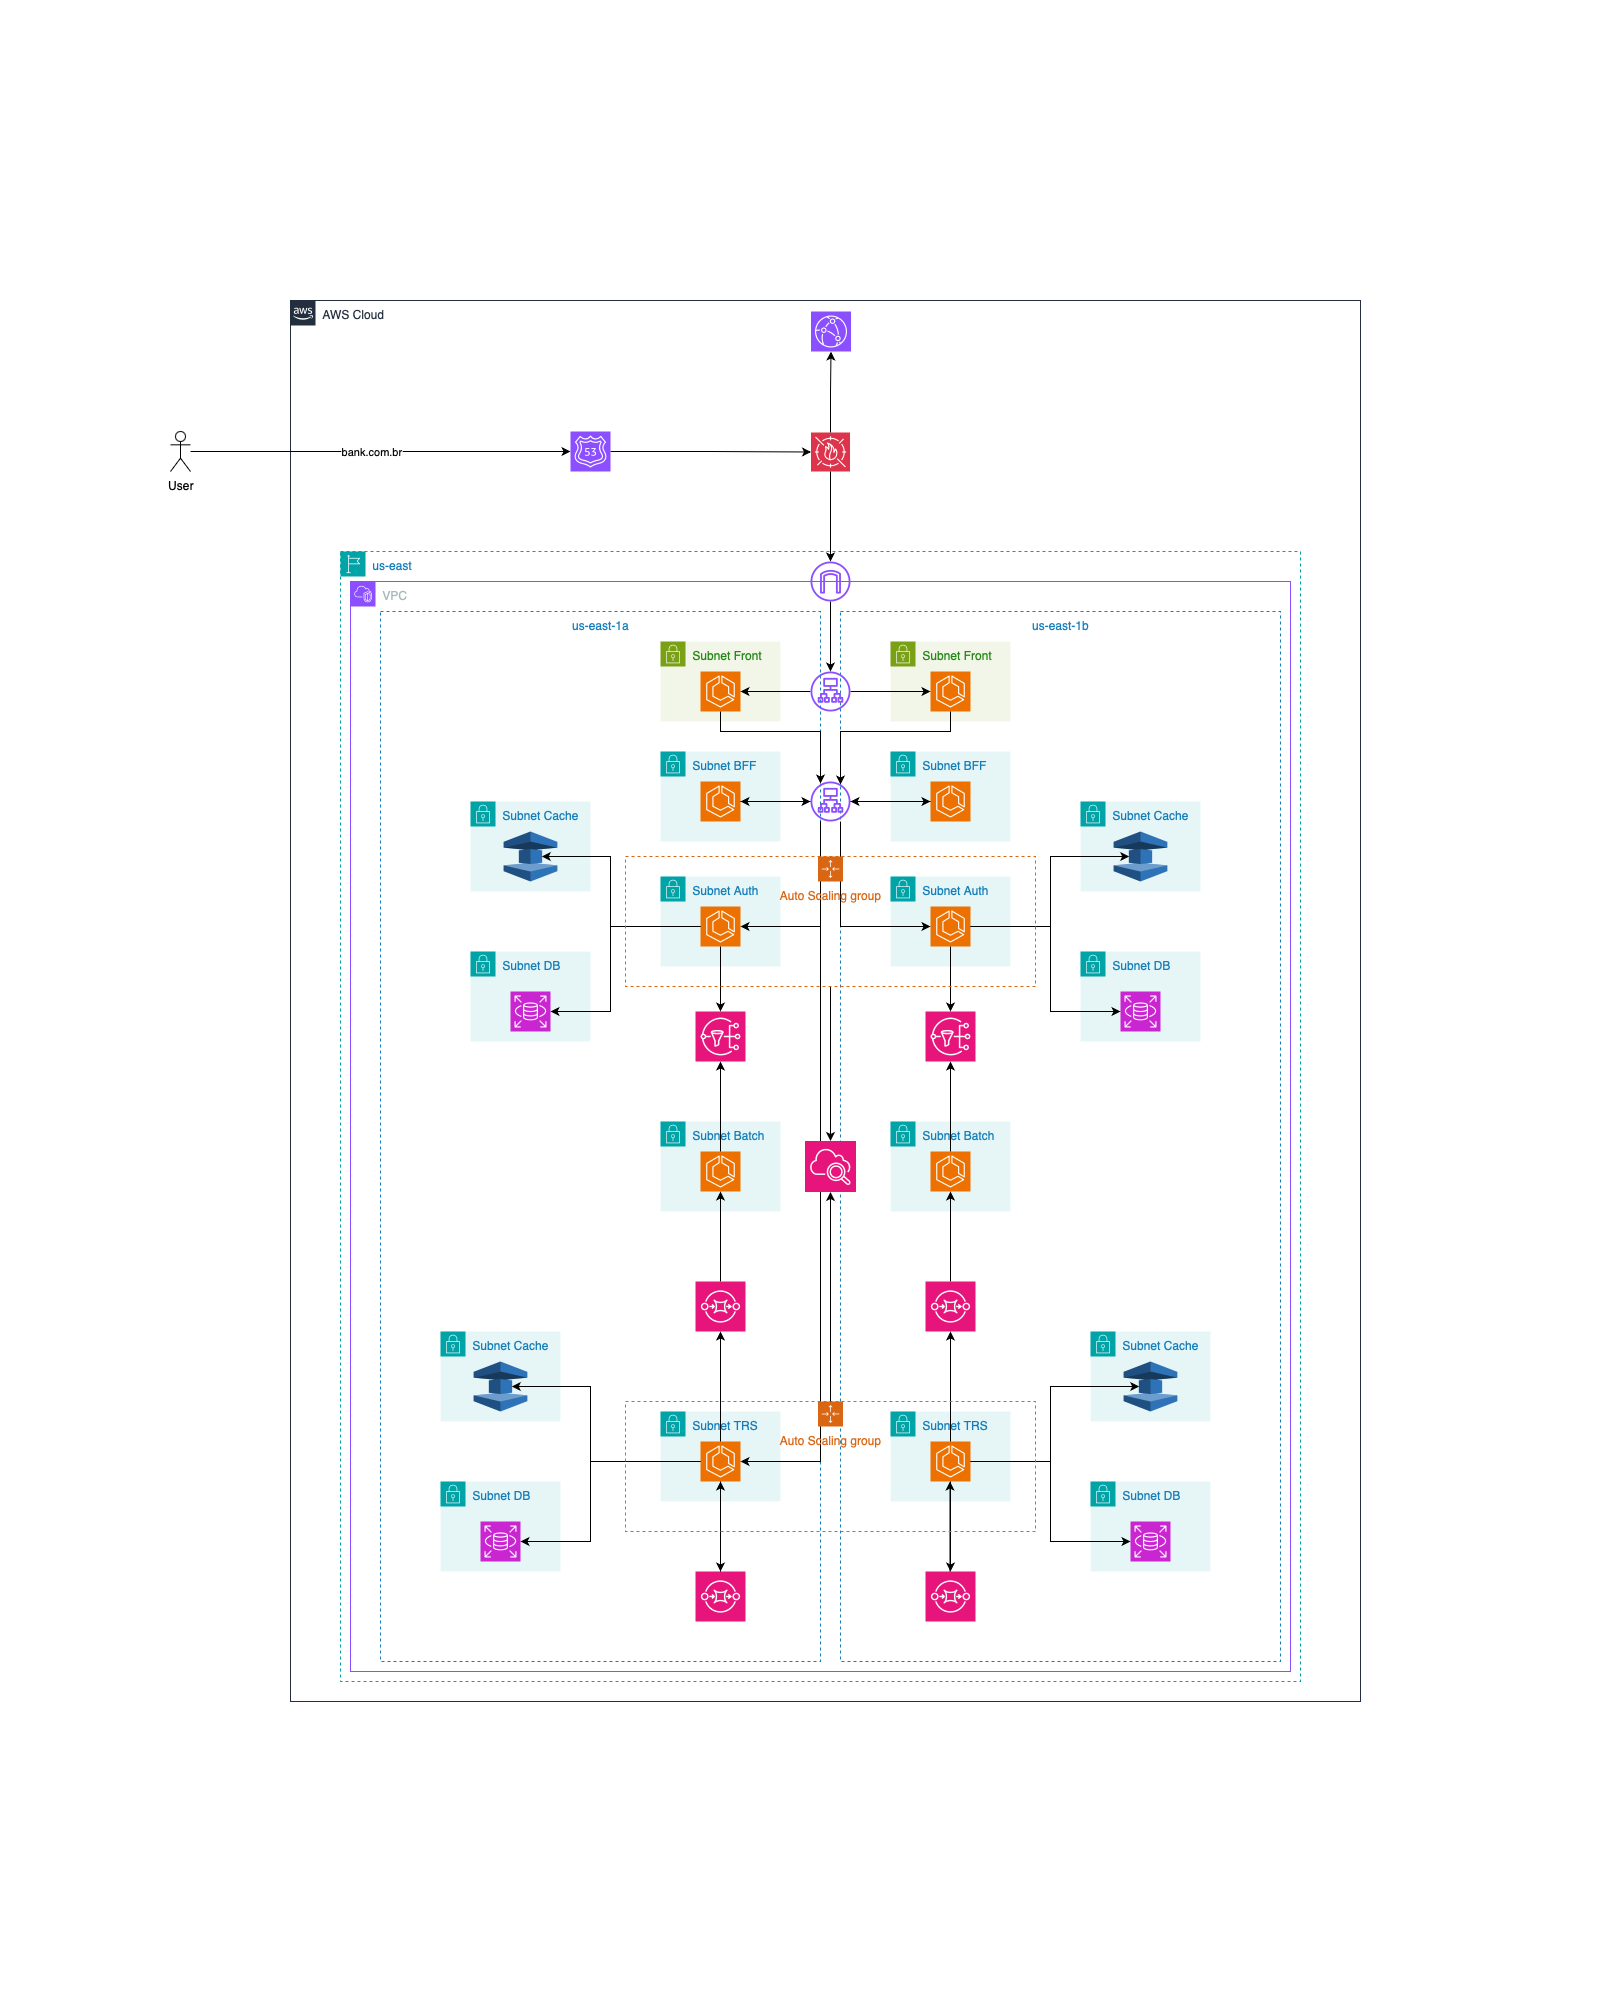 aws
AWS Cloud
bank.com.br
53
User
us-east
VPC
us-east-1a
us-east-1b
Subnet Front
Subnet Front
Subnet BFF
Subnet BFF
Subnet Cache
Subnet Cache
Subnet Auth
Auto Scaling group
Subnet Auth
Subnet DB
Subnet DB
Subnet Batch
Subnet Batch
Subnet Cache
Subnet Cache
Subnet TRS
Auto Scaling group
Subnet TRS
Subnet DB
Subnet DB